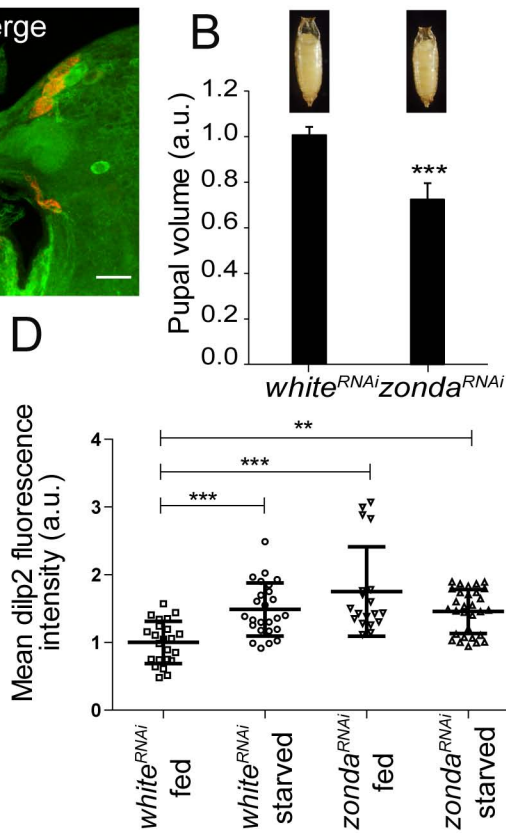 erge
B
Pupal volume (a.u.)
1.2
1.0
0.8
0.6
0.4
0.2
0.0
***
white^RNAi zonda^RNAi
D
Mean dilp2 fluorescence
intensity (a.u.)
4
3
2
1
0
**
***
***
white^RNAi
fed
white^RNAi
starved
zonda^RNAi
fed
zonda^RNAi
starved